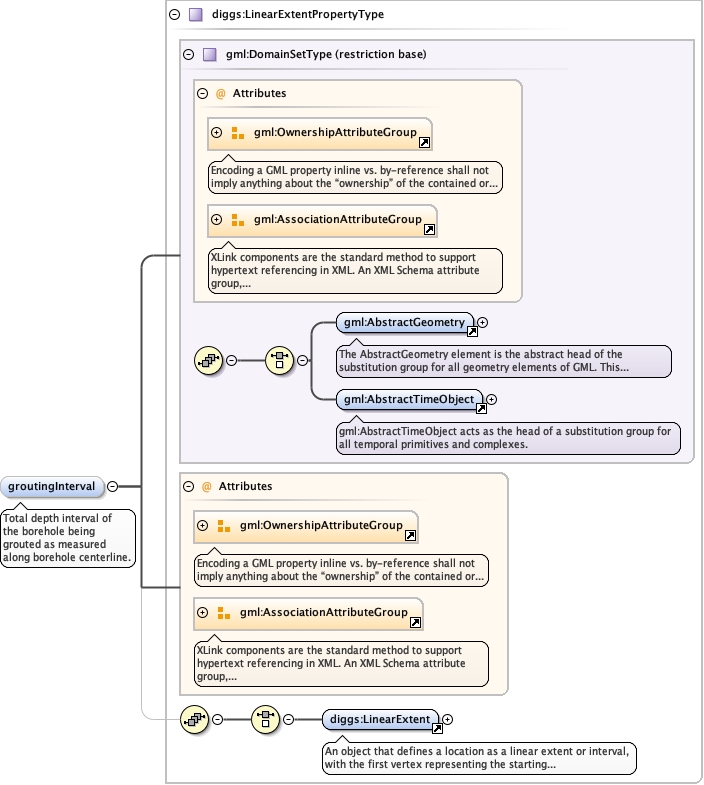 diggs:LinearExtentPropertyType
gml:DomainSetType (restriction base)
@ Attributes
gml:OwnershipAttributeGroup
Encoding a GML property inline vs. by-reference shall not
imply anything about the “ownership” of the contained or...
gml:AssociationAttributeGroup
XLink components are the standard method to support
hypertext referencing in XML. An XML Schema attribute
group,...
gml:AbstractGeometry
The AbstractGeometry element is the abstract head of the
substitution group for all geometry elements of GML. This...
gml:AbstractTimeObject
gml:AbstractTimeObject acts as the head of a substitution group for
all temporal primitives and complexes.
groutingInterval
Total depth interval of
the borehole being
grouted as measured
along borehole centerline.
@ Attributes
gml:OwnershipAttributeGroup
Encoding a GML property inline vs. by-reference shall not
imply anything about the “ownership” of the contained or...
gml:AssociationAttributeGroup
XLink components are the standard method to support
hypertext referencing in XML. An XML Schema attribute
group,...
diggs:LinearExtent
An object that defines a location as a linear extent or interval,
with the first vertex representing the starting...